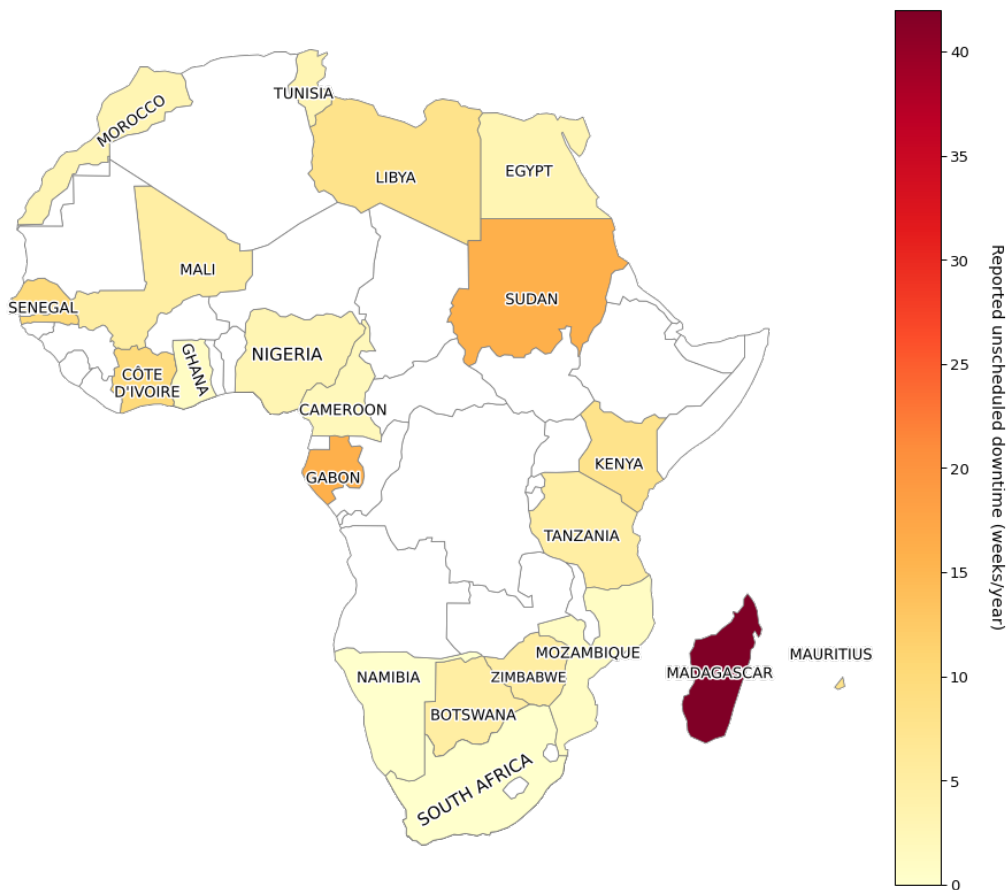 TUNISIA
MOROCCO
LIBYA
EGYPT
MALI
SENEGAL
SUDAN
NIGERIA
GHANA
CÔTE
D'IVOIRE
CAMEROON
GABON
KENYA
TANZANIA
MOZAMBIQUE
MAURITIUS
MADAGASCAR
NAMIBIA
ZIMBABWE
BOTSWANA
SOUTH AFRICA
40
35
30
25
20
15
10
5
0
Reported unscheduled downtime (weeks/year)